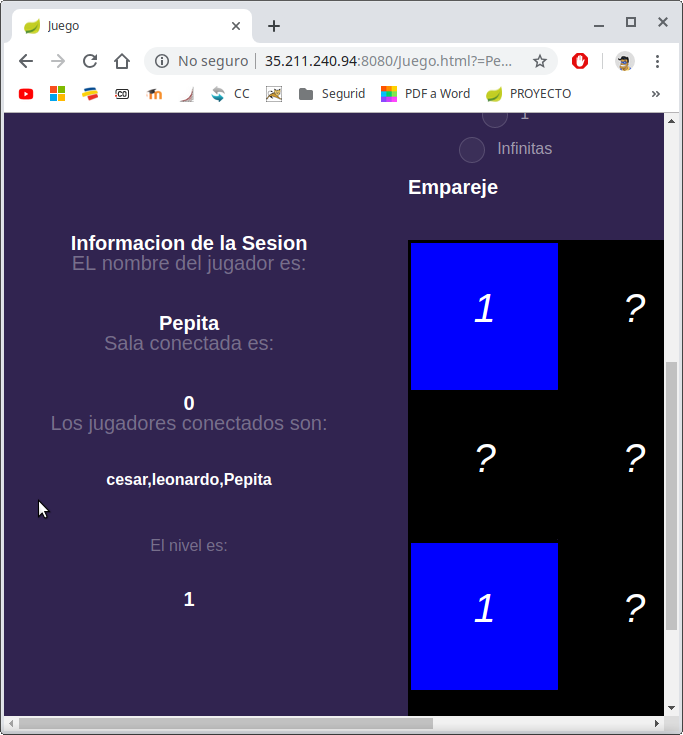 Juego
No seguro
35.211.240.94:8080/Juego.html?=Pe...
CC
Segurid
PDF a Word
PROYECTO
»
1
Infinitas
Empareje
Informacion de la Sesion
EL nombre del jugador es:
Pepita
Sala conectada es:
0
Los jugadores conectados son:
cesar,leonardo,Pepita
El nivel es:
1
1 ?
? ?
1 ?